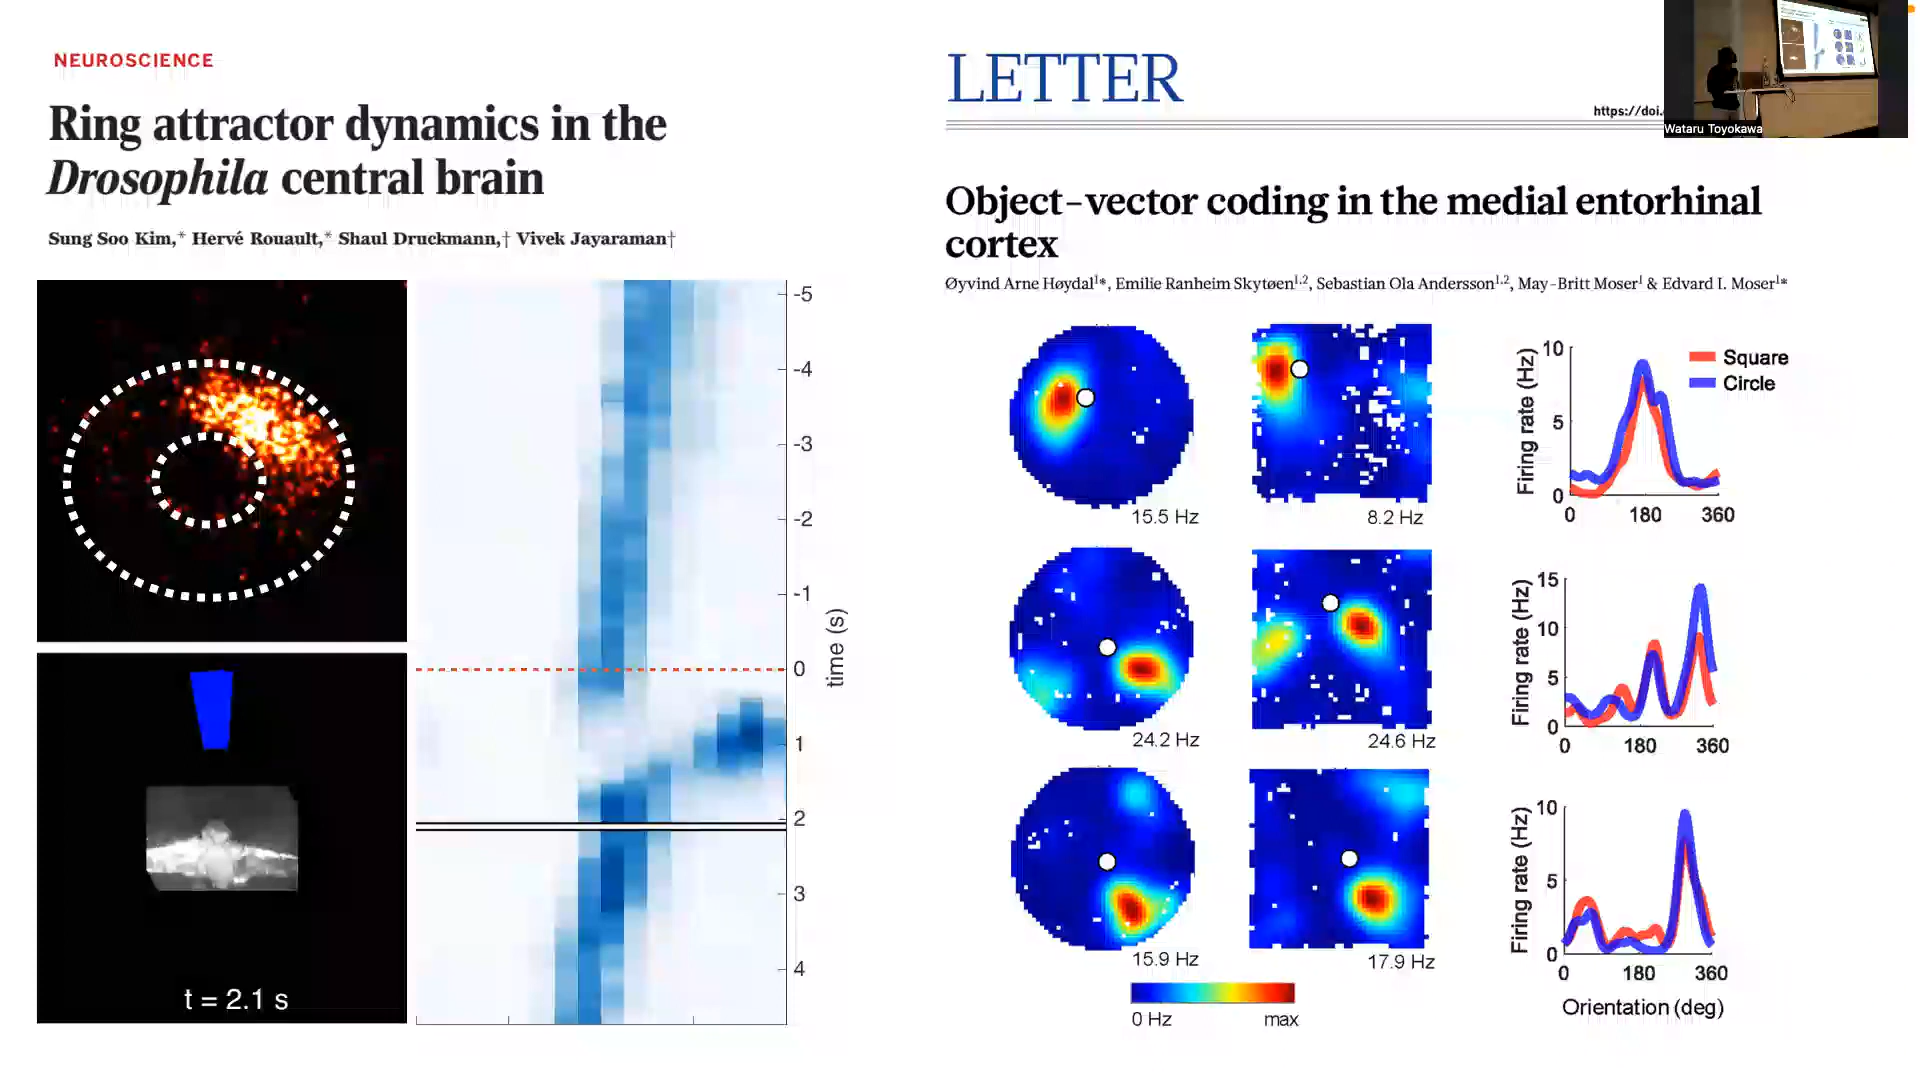 NEUROSCIENCE
Ring attractor dynamics in the
Drosophila central brain
Sung Soo Kim,* Hervé Rouault,* Shaul Druckmann,† Vivek Jayaraman†
-5
-4
-3
-2
-1
0
1
2
3
4
time (s)
t = 2.1 s
LETTER
https://doi.
Wataru Toyokawa
Object-vector coding in the medial entorhinal
cortex
Øyvind Arne Høydal1*, Emilie Ranheim Skytøen1,2, Sebastian Ola Andersson1,2, May-Britt Moser1 & Edvard I. Moser1*
15.5 Hz
8.2 Hz
Firing rate (Hz)
10
5
0
0
180
360
Square
Circle
24.2 Hz
24.6 Hz
Firing rate (Hz)
15
10
5
0
0
180
360
15.9 Hz
17.9 Hz
Firing rate (Hz)
10
5
0
0
180
360
Orientation (deg)
0 Hz
max